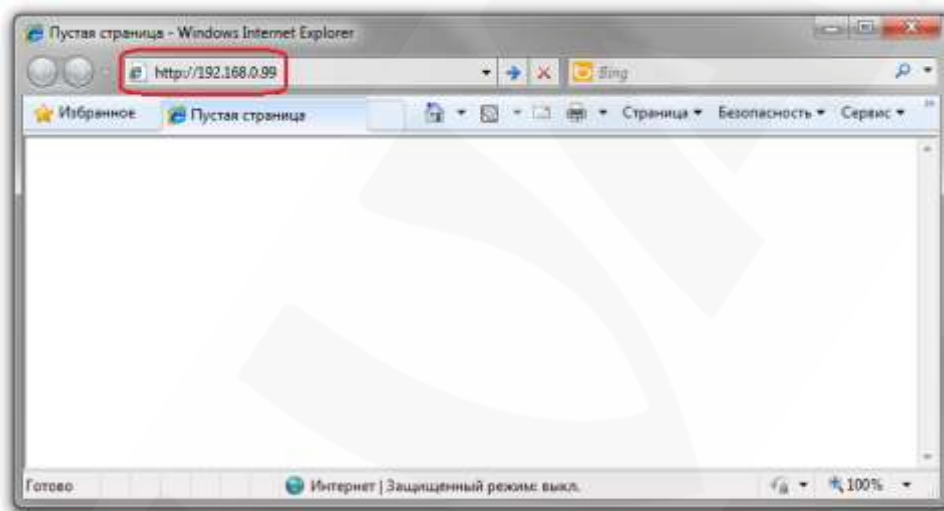 Пустая страница - Windows Internet Explorer
http://192.168.0.99
Bing
Избранное
Пустая страница
Страница
Безопасность
Сервис
Готово
Интернет | Защищенный режим: выкл.
100%